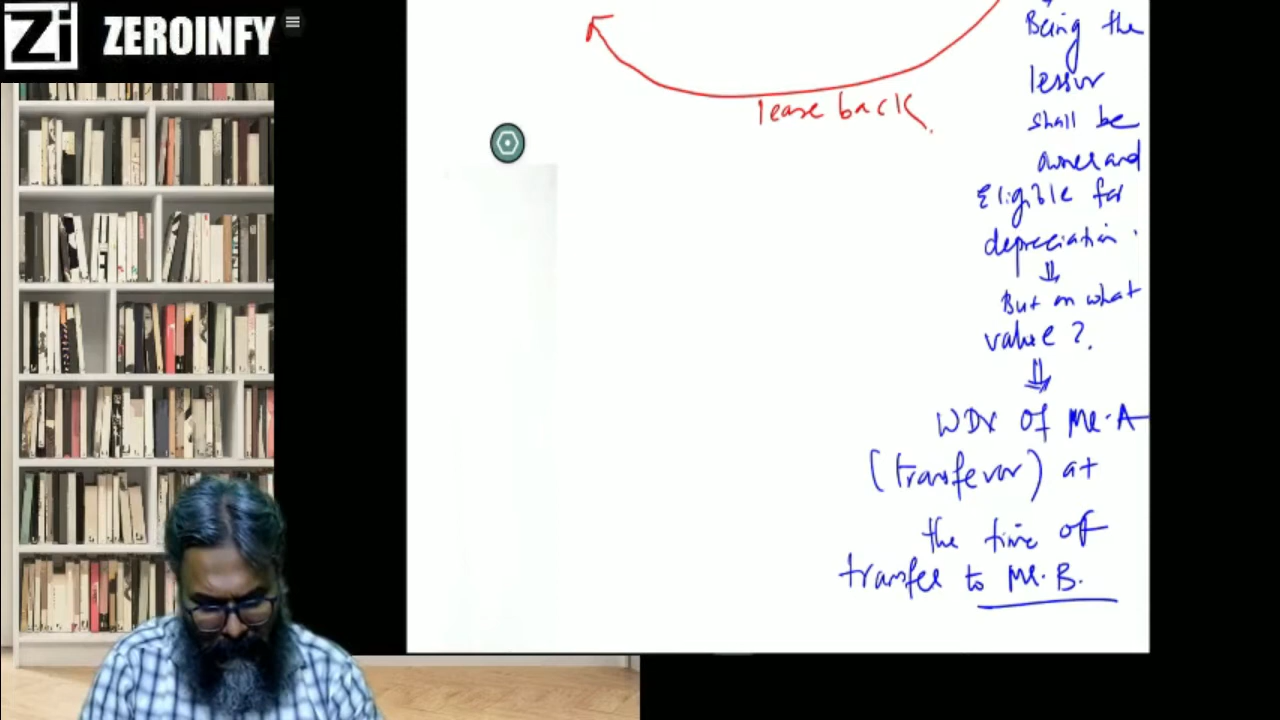 Zi ZEROINFY
Being the
lessor
shall be
owner and
Eligible for
depreciation.
But on what
value ?.
lease back.
WDV of Mr. A
(transferor) at
the time of
transfer to Mr. B.